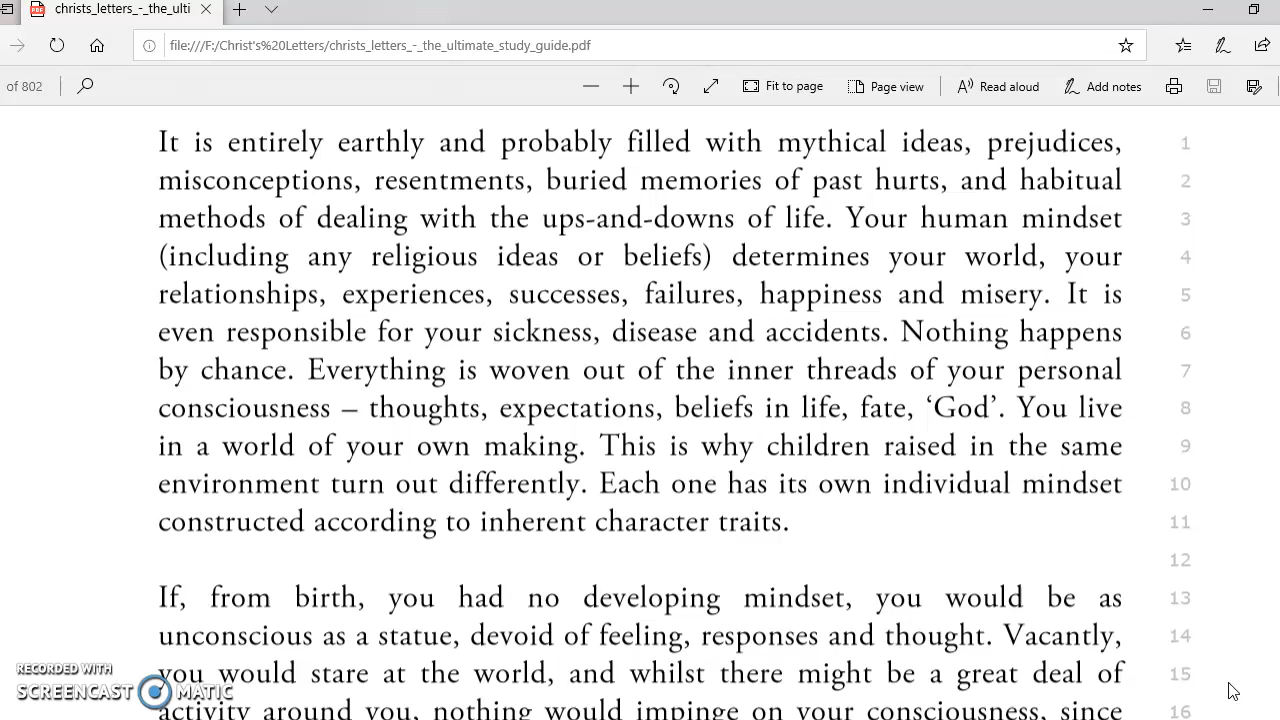 christs_letters_-_the_ulti
file:///F:/Christ's%20Letters/christs_letters_-_the_ultimate_study_guide.pdf
of 802 Fit to page Page view Read aloud Add notes
It is entirely earthly and probably filled with mythical ideas, prejudices, 1
misconceptions, resentments, buried memories of past hurts, and habitual 2
methods of dealing with the ups-and-downs of life. Your human mindset 3
(including any religious ideas or beliefs) determines your world, your 4
relationships, experiences, successes, failures, happiness and misery. It is 5
even responsible for your sickness, disease and accidents. Nothing happens 6
by chance. Everything is woven out of the inner threads of your personal 7
consciousness – thoughts, expectations, beliefs in life, fate, ‘God’. You live 8
in a world of your own making. This is why children raised in the same 9
environment turn out differently. Each one has its own individual mindset 10
constructed according to inherent character traits. 11
12
If, from birth, you had no developing mindset, you would be as 13
unconscious as a statue, devoid of feeling, responses and thought. Vacantly, 14
you would stare at the world, and whilst there might be a great deal of 15
activity around you, nothing would impinge on your consciousness, since 16
RECORDED WITH
SCREENCAST MATIC